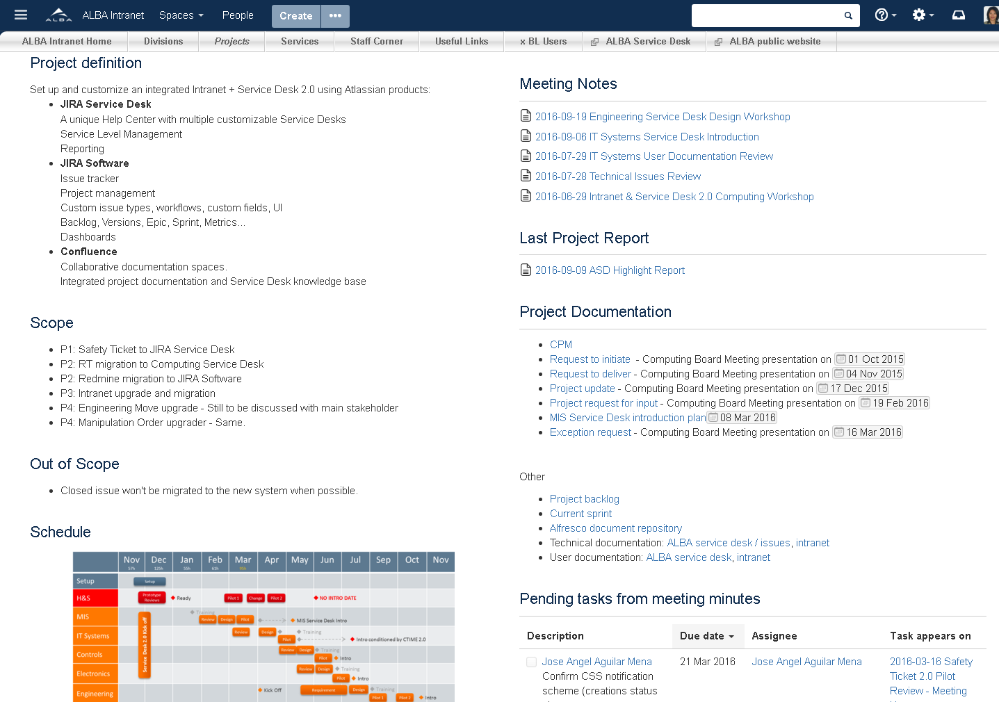 ALBA
ALBA Intranet
Spaces
People
Create
•••
ALBA Intranet Home
Divisions
Projects
Services
Staff Corner
Useful Links
x BL Users
ALBA Service Desk
ALBA public website
Project definition
Set up and customize an integrated Intranet + Service Desk 2.0 using Atlassian products:
• JIRA Service Desk
A unique Help Center with multiple customizable Service Desks
Service Level Management
Reporting
• JIRA Software
Issue tracker
Project management
Custom issue types, workflows, custom fields, UI
Backlog, Versions, Epic, Sprint, Metrics...
Dashboards
• Confluence
Collaborative documentation spaces.
Integrated project documentation and Service Desk knowledge base
Scope
• P1: Safety Ticket to JIRA Service Desk
• P2: RT migration to Computing Service Desk
• P2: Redmine migration to JIRA Software
• P3: Intranet upgrade and migration
• P4: Engineering Move upgrade - Still to be discussed with main stakeholder
• P4: Manipulation Order upgrader - Same.
Out of Scope
• Closed issue won't be migrated to the new system when possible.
Schedule
Nov Dec Jan Feb Mar Apr May Jun Jul Sep Oct Nov
57h 125h 55h 61h 95h
Setup Setup
H&S Prototype Reviews Ready Pilot 1 Change Pilot 2 NO INTRO DATE
Service Desk 2.0 Kick off
MIS Training Review Design Pilot MIS Service Desk Intro
IT Systems Review Design Training Pilot Intro conditioned by CTIME 2.0
Controls Review Design Training Pilot Intro
Electronics Review Design Training Pilot Intro
Engineering Kick Off Requirement Design Training Pilot 1 Pilot 2 Intro
Meeting Notes
2016-09-19 Engineering Service Desk Design Workshop
2016-09-06 IT Systems Service Desk Introduction
2016-07-29 IT Systems User Documentation Review
2016-07-28 Technical Issues Review
2016-06-29 Intranet & Service Desk 2.0 Computing Workshop
Last Project Report
2016-09-09 ASD Highlight Report
Project Documentation
• CPM
• Request to initiate - Computing Board Meeting presentation on 01 Oct 2015
• Request to deliver - Computing Board Meeting presentation on 04 Nov 2015
• Project update - Computing Board Meeting presentation on 17 Dec 2015
• Project request for input - Computing Board Meeting presentation on 19 Feb 2016
• MIS Service Desk introduction plan 08 Mar 2016
• Exception request - Computing Board Meeting presentation on 16 Mar 2016
Other
• Project backlog
• Current sprint
• Alfresco document repository
• Technical documentation: ALBA service desk / issues, intranet
• User documentation: ALBA service desk, intranet
Pending tasks from meeting minutes
Description Due date Assignee Task appears on
Jose Angel Aguilar Mena 21 Mar 2016 Jose Angel Aguilar Mena 2016-03-16 Safety
Confirm CSS notification Ticket 2.0 Pilot
scheme (creations status Review - Meeting